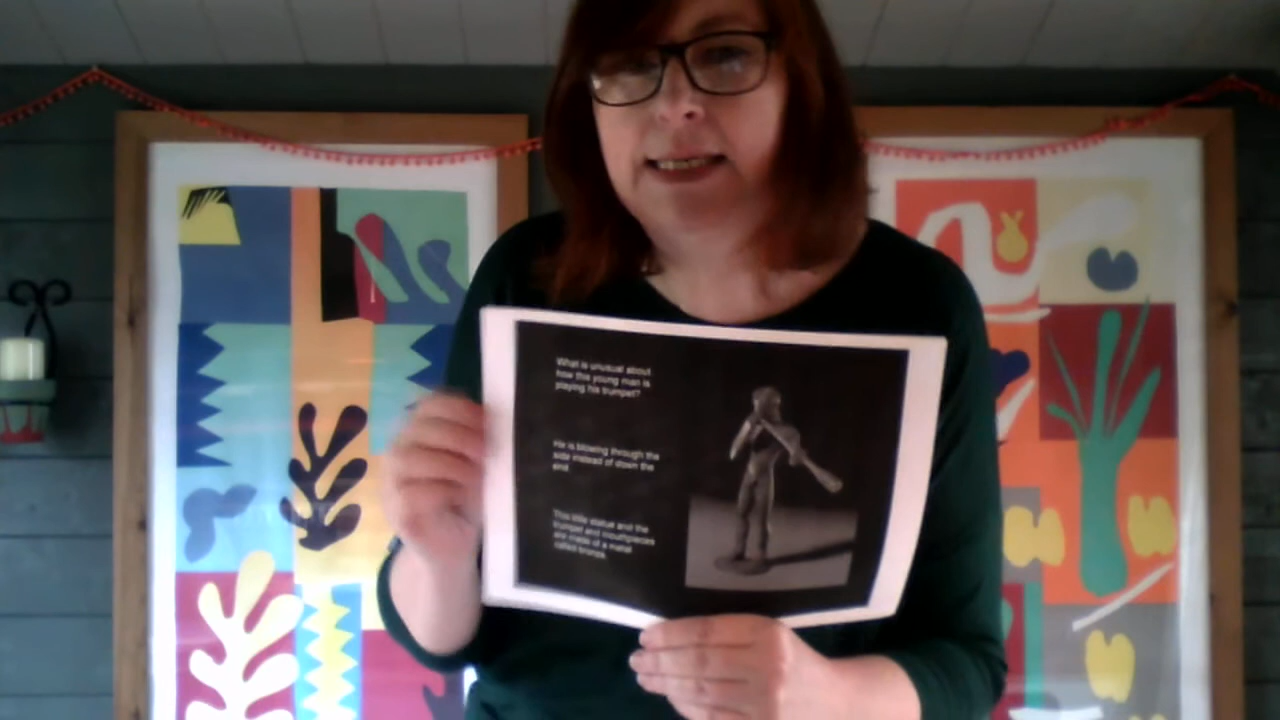 What is unusual about
how this young man is
playing his trumpet?
He is blowing through the
side instead of down the
end.
This little statue and the
trumpet and mouthpieces
are made of a metal
called bronze.